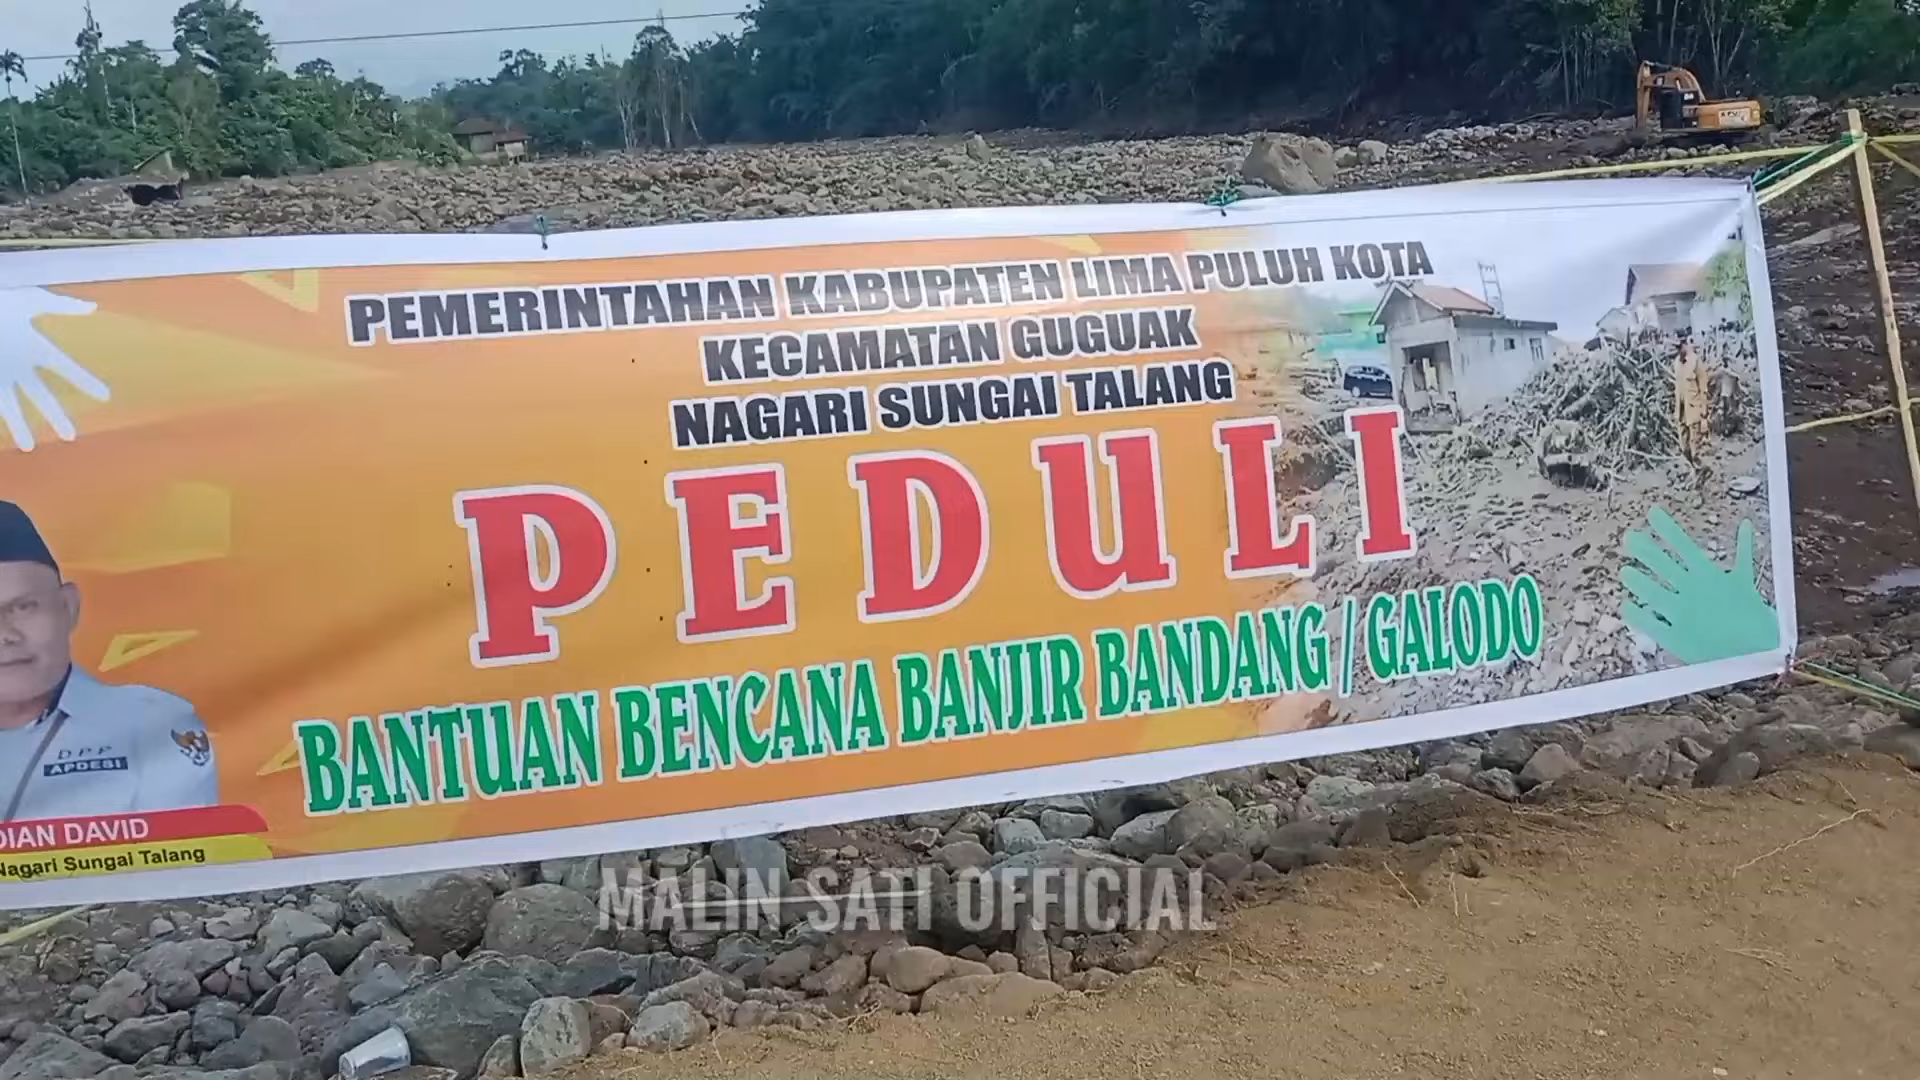 PEMERINTAHAN KABUPATEN LIMA PULUH KOTA
KECAMATAN GUGUAK
NAGARI SUNGAI TALANG
PEDULI
BANTUAN BENCANA BANJIR BANDANG / GALODO
DPP
APDESI
DIAN DAVID
Nagari Sungai Talang
MALIN SATI OFFICIAL